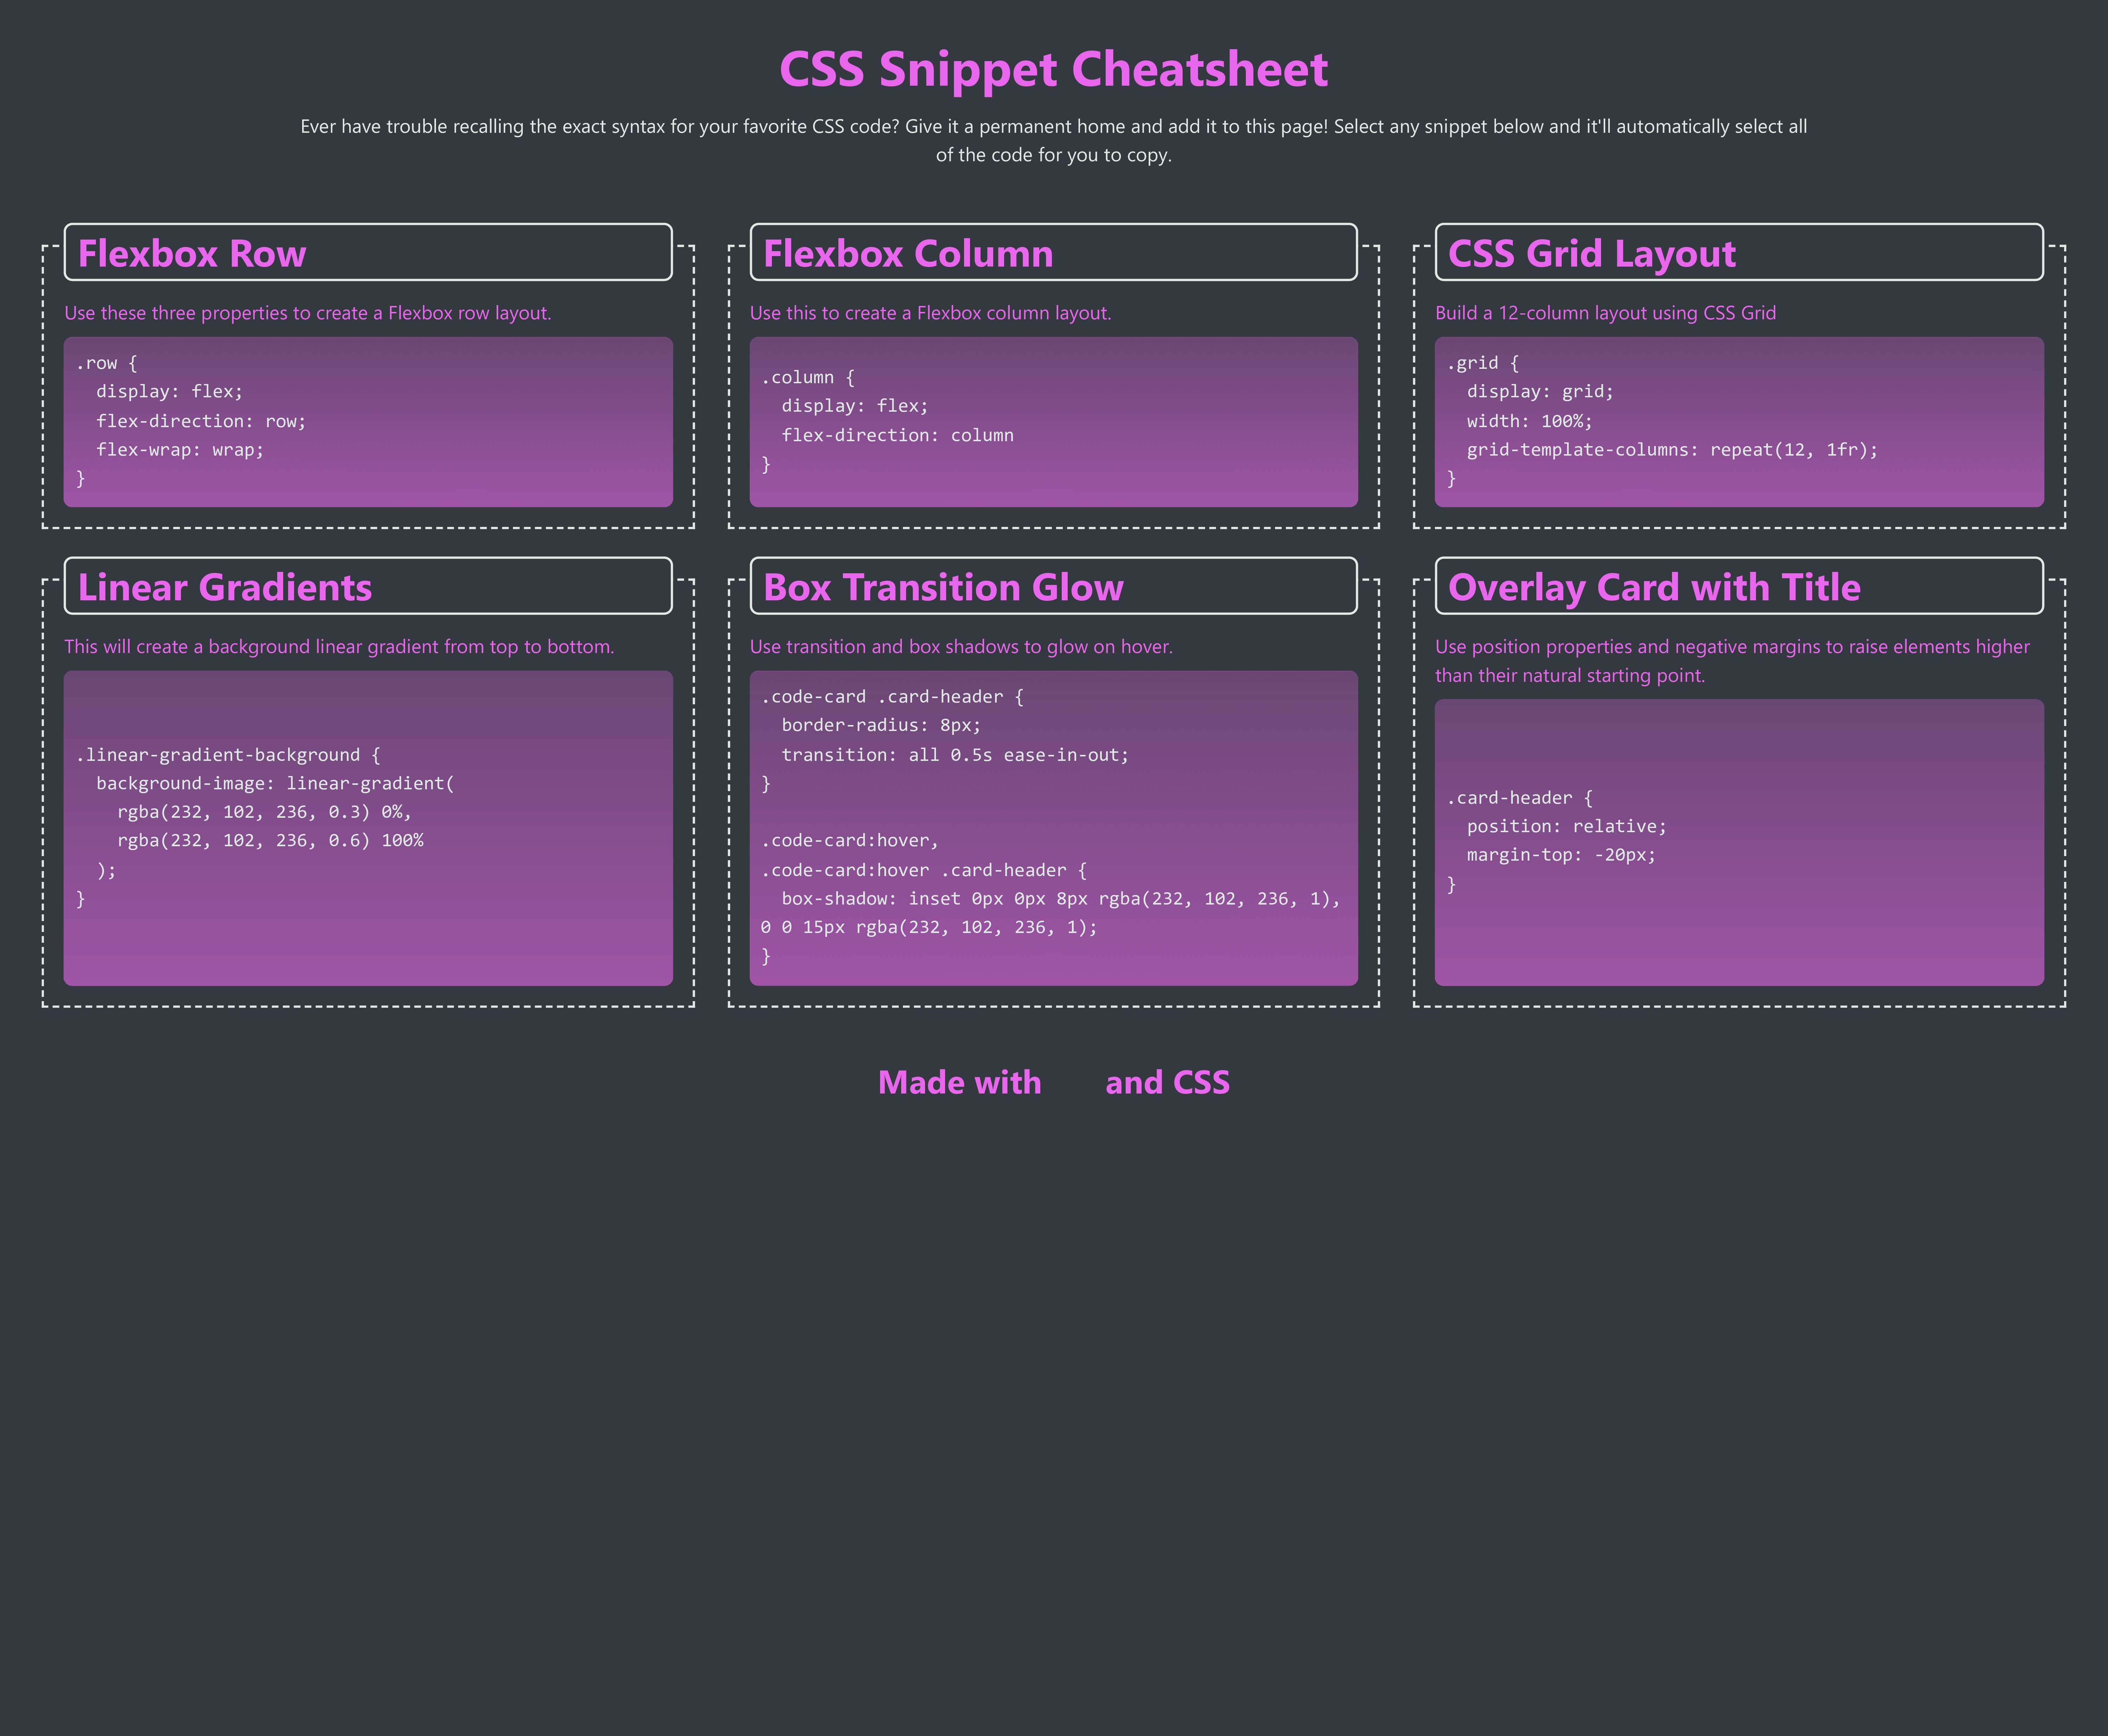 CSS Snippet Cheatsheet
Ever have trouble recalling the exact syntax for your favorite CSS code? Give it a permanent home and add it to this page! Select any snippet below and it'll automatically select all
of the code for you to copy.
Flexbox Row
Use these three properties to create a Flexbox row layout.
.row {
  display: flex;
  flex-direction: row;
  flex-wrap: wrap;
}
Flexbox Column
Use this to create a Flexbox column layout.
.column {
  display: flex;
  flex-direction: column
}
CSS Grid Layout
Build a 12-column layout using CSS Grid
.grid {
  display: grid;
  width: 100%;
  grid-template-columns: repeat(12, 1fr);
}
Linear Gradients
This will create a background linear gradient from top to bottom.
.linear-gradient-background {
  background-image: linear-gradient(
    rgba(232, 102, 236, 0.3) 0%,
    rgba(232, 102, 236, 0.6) 100%
  );
}
Box Transition Glow
Use transition and box shadows to glow on hover.
.code-card .card-header {
  border-radius: 8px;
  transition: all 0.5s ease-in-out;
}
.code-card:hover,
.code-card:hover .card-header {
  box-shadow: inset 0px 0px 8px rgba(232, 102, 236, 1),
0 0 15px rgba(232, 102, 236, 1);
}
Overlay Card with Title
Use position properties and negative margins to raise elements higher
than their natural starting point.
.card-header {
  position: relative;
  margin-top: -20px;
}
Made with and CSS